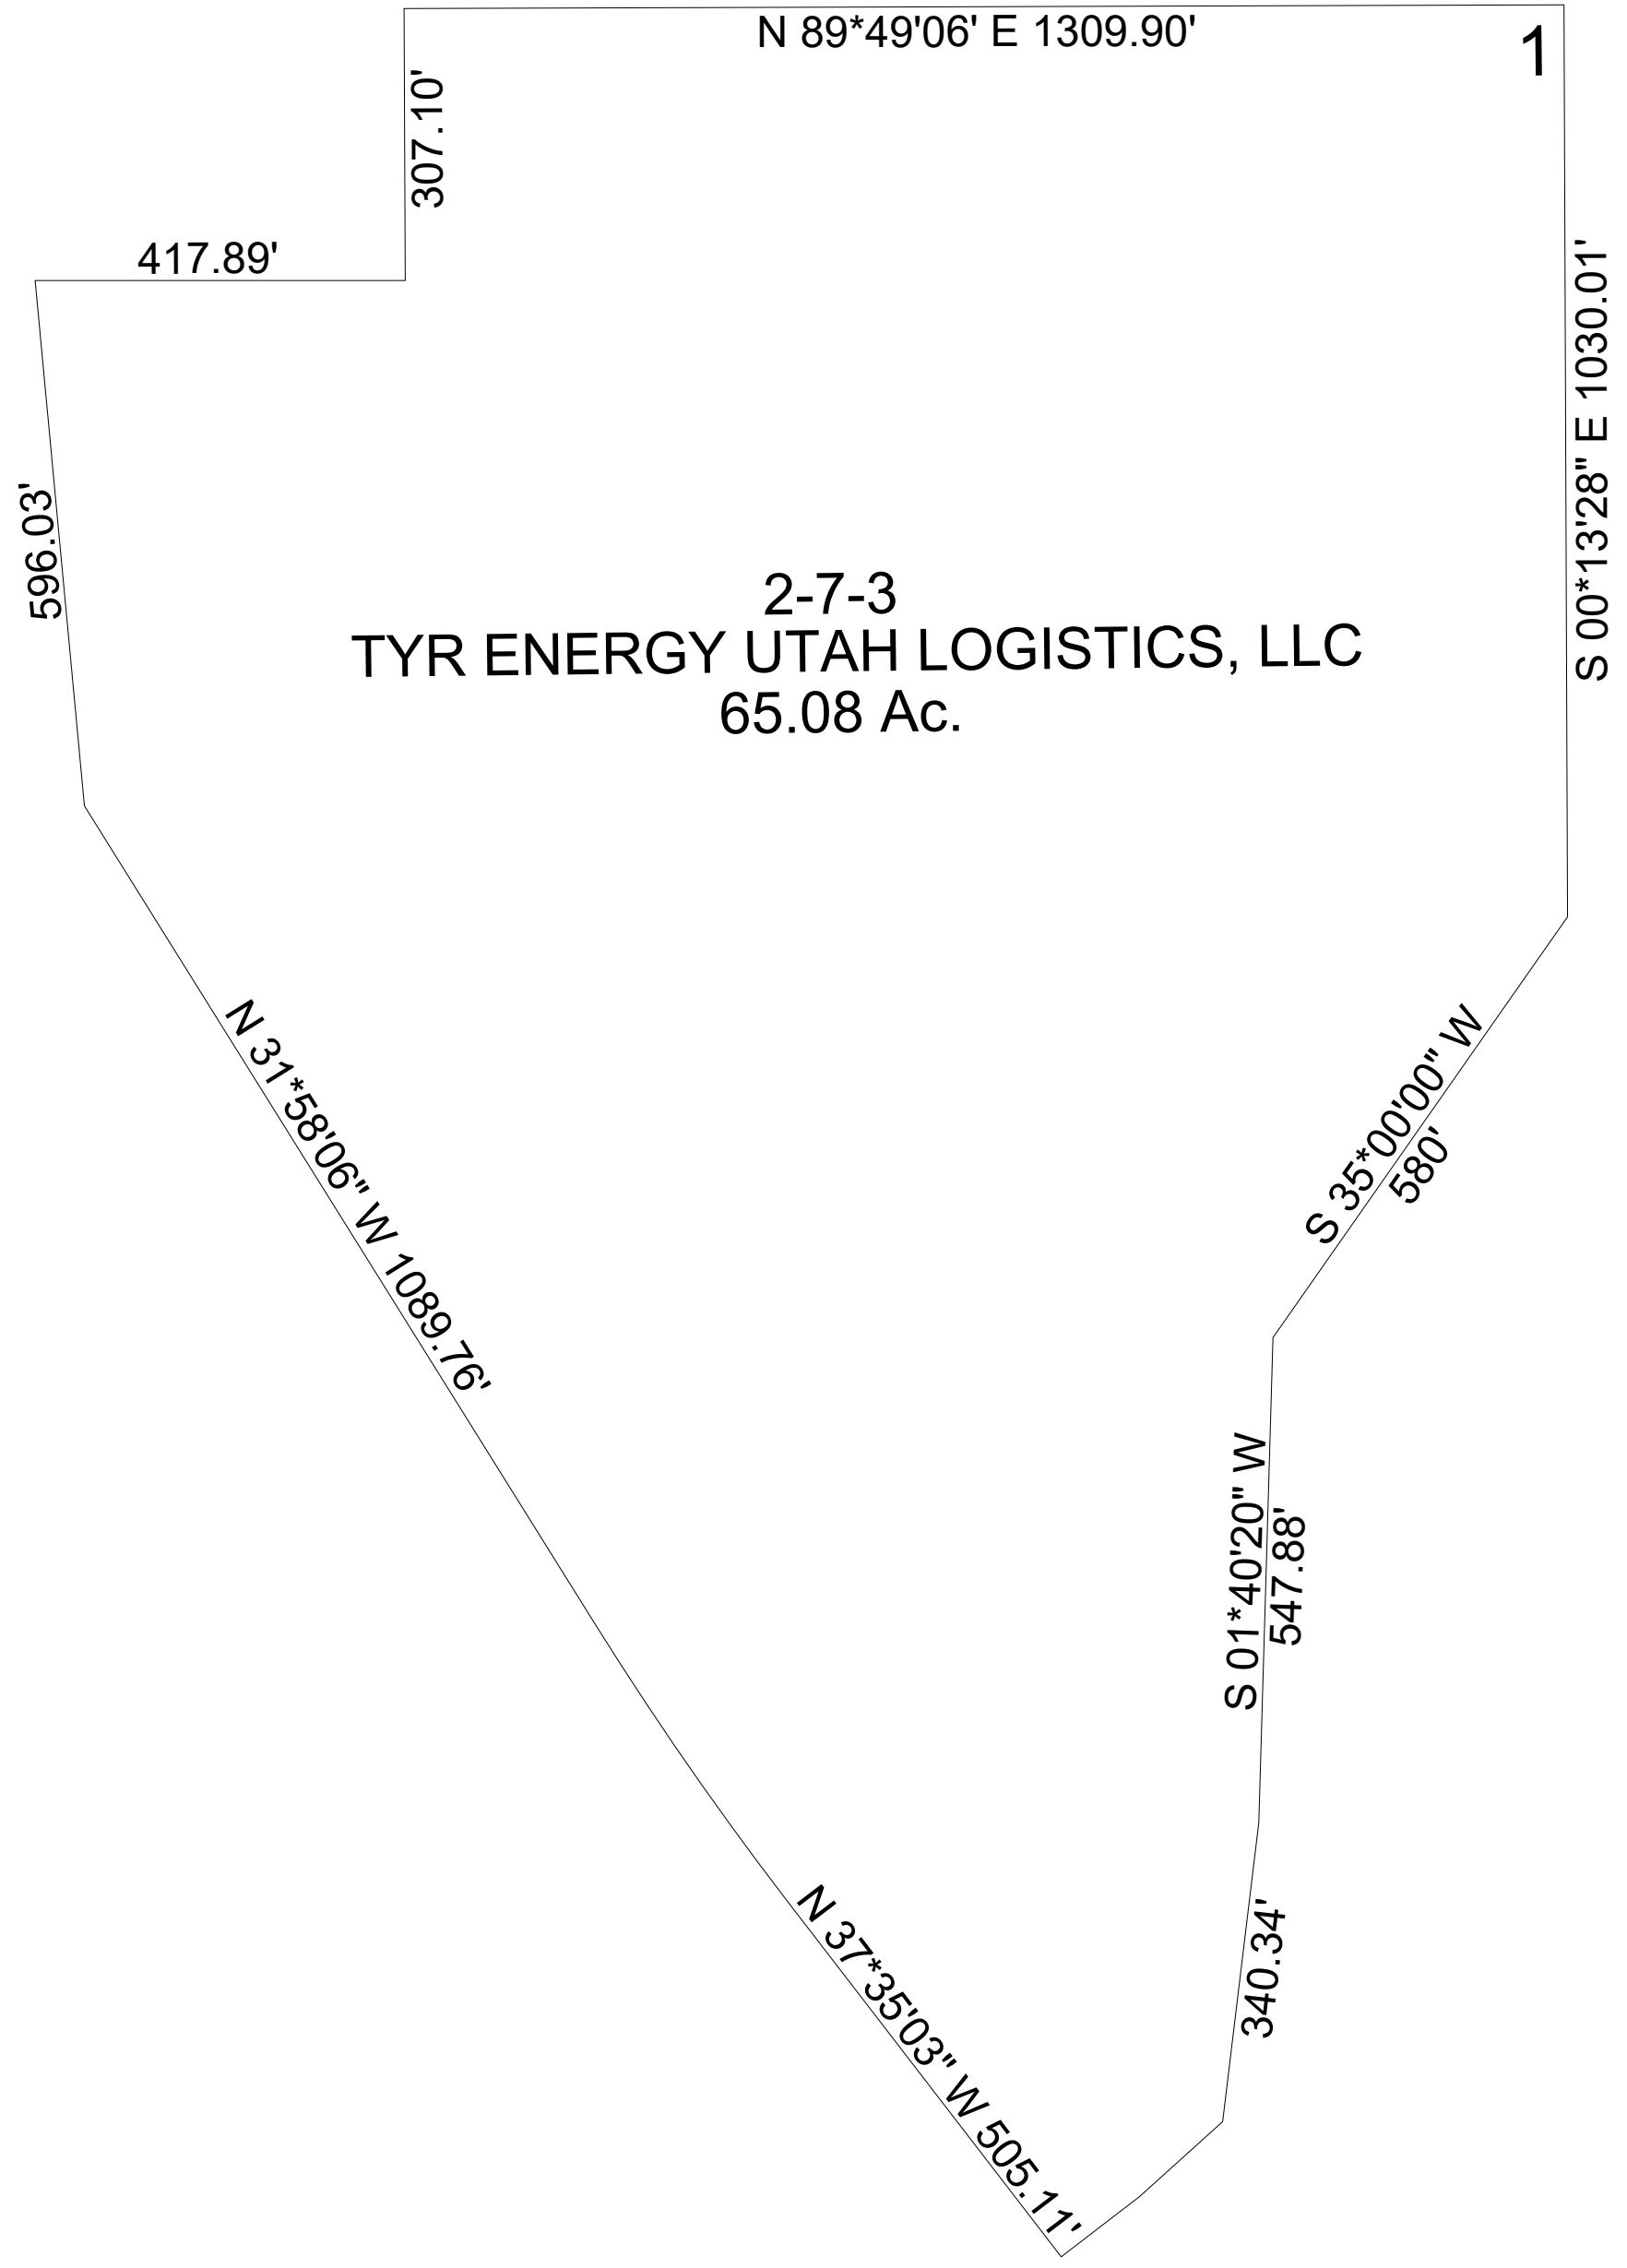 N 89*49'06' E 1309.90'
1
307.10'
417.89'
S 00*13'28" E 1030.01'
596.03'
2-7-3
TYR ENERGY UTAH LOGISTICS, LLC
65.08 Ac.
N 31*58'06" W 1089.76'
S 35*00'00" W
580'
S 01*40'20" W
547.88'
N 37*35'03" W 505.11'
340.34'